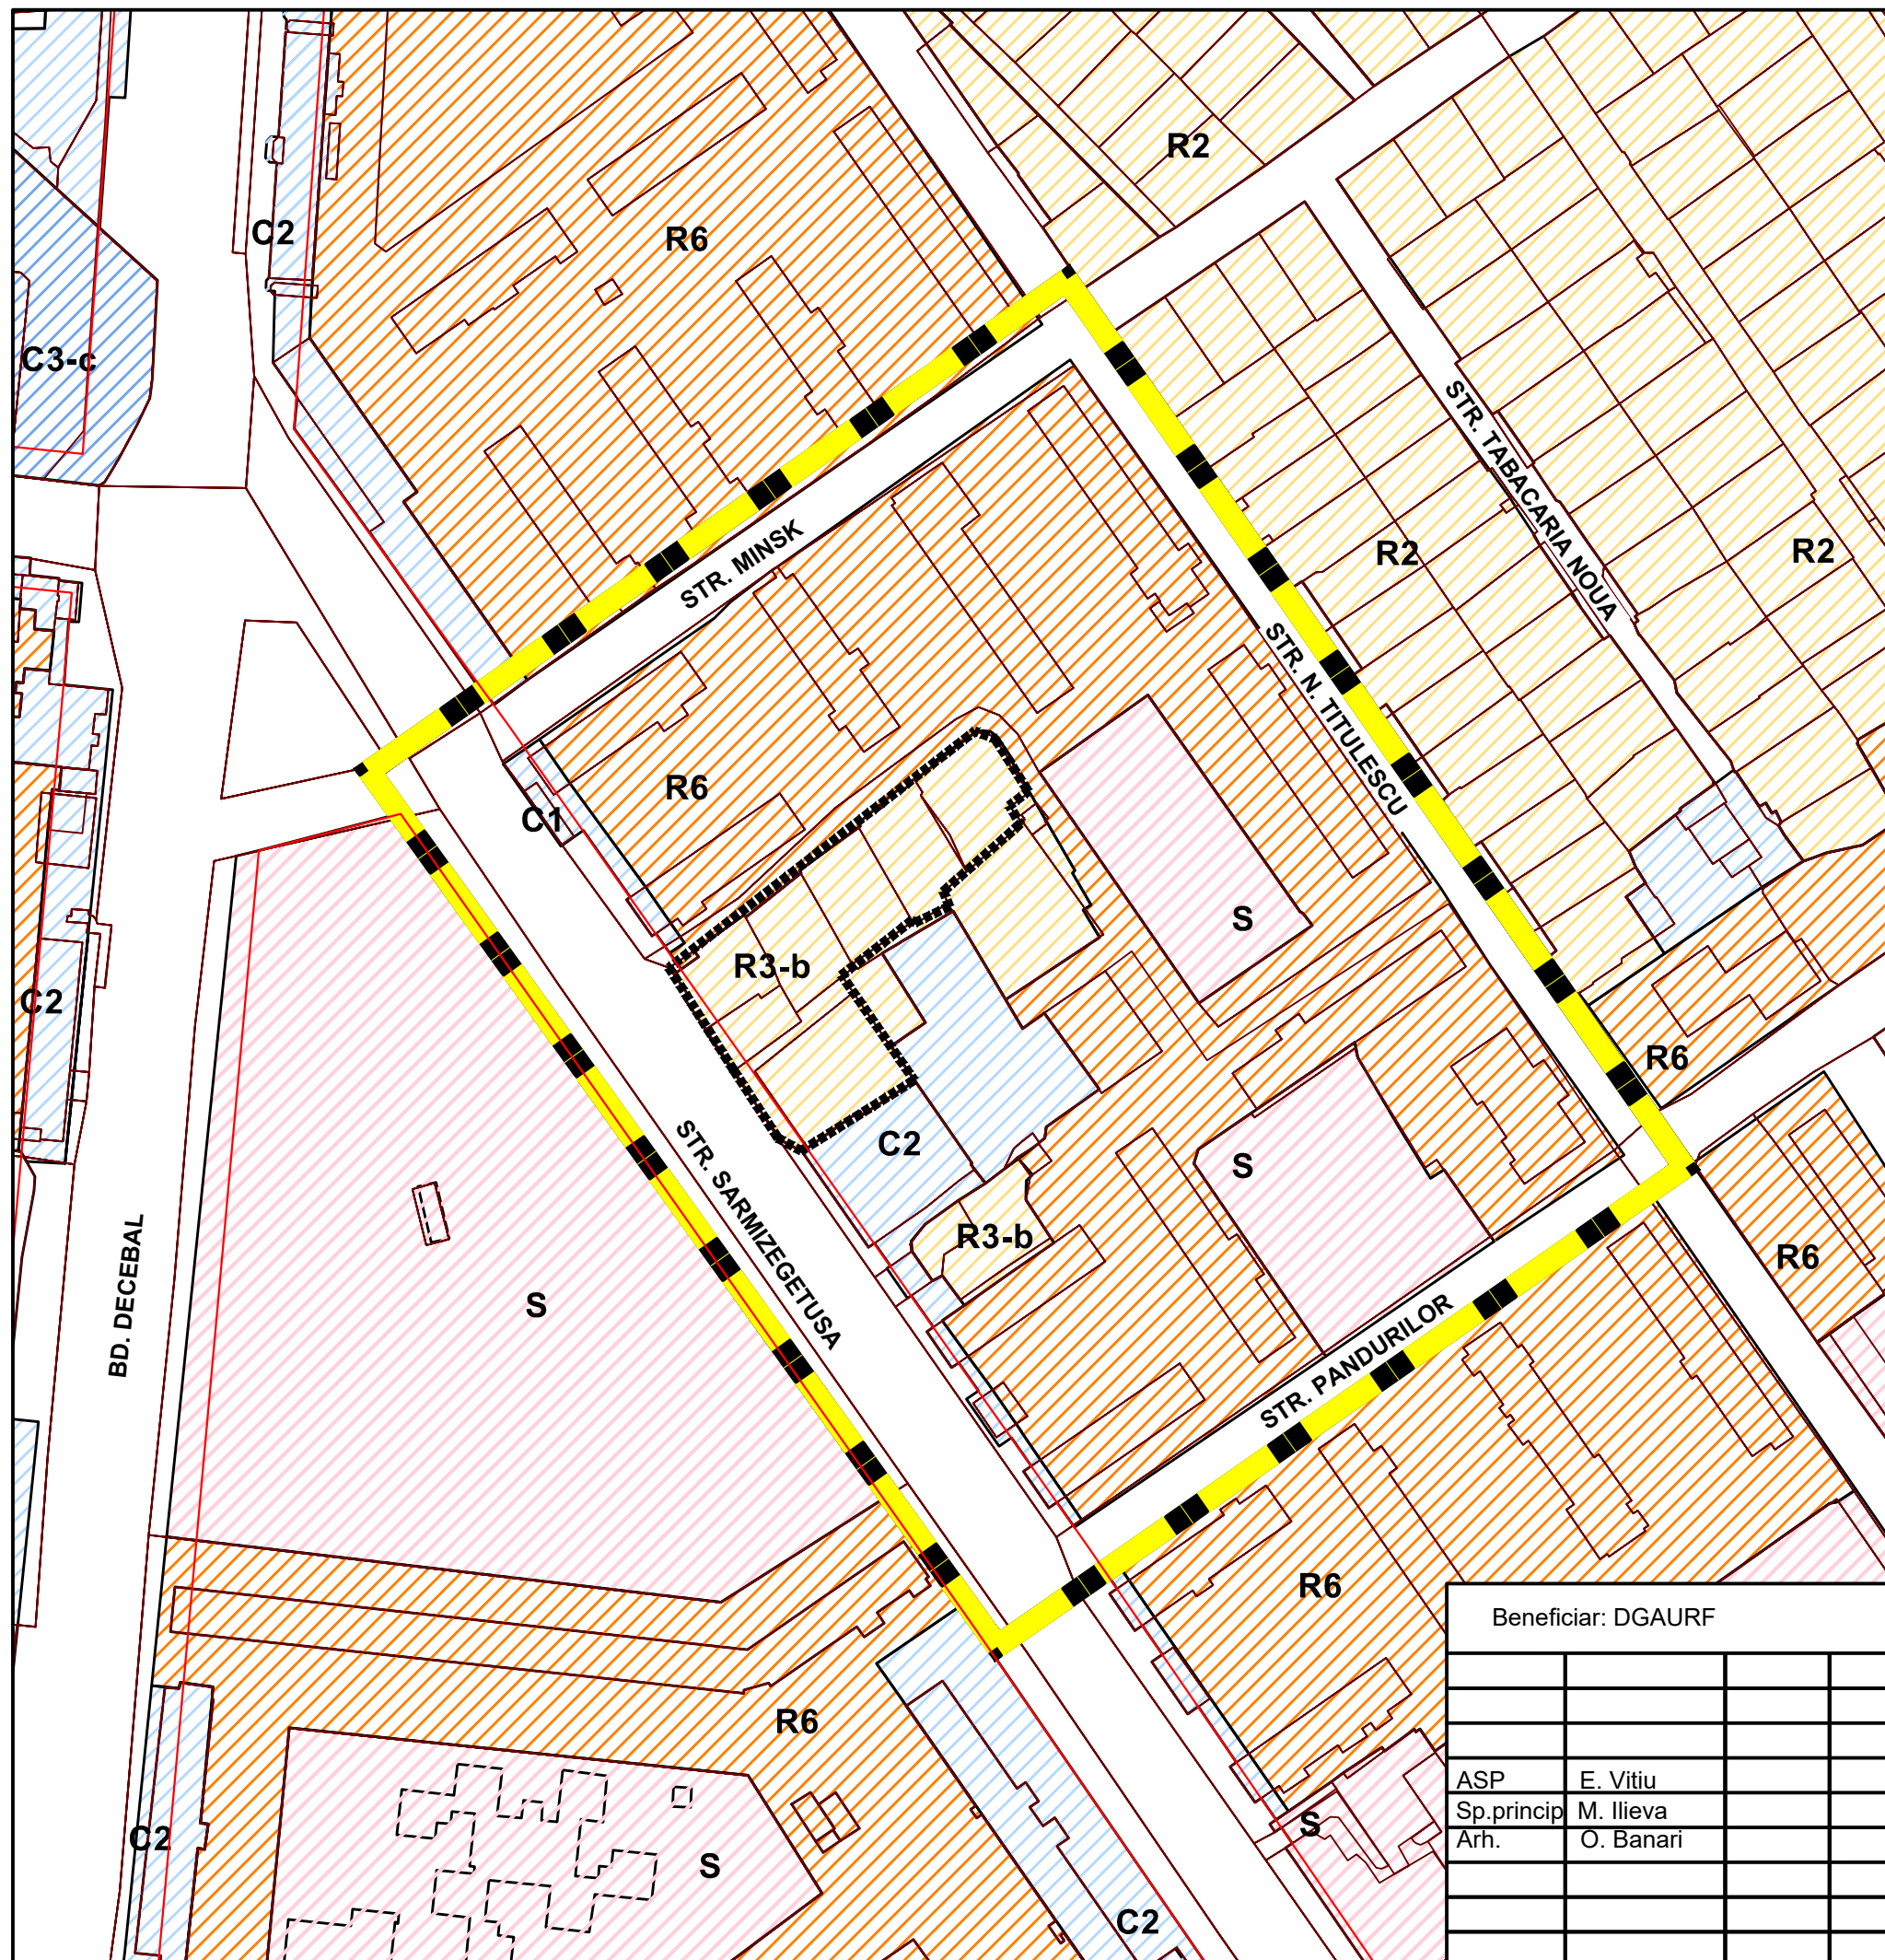 R2
C2
R6
C3-c
STR. TABACARIA NOUA
STR. MINSK
R2
R2
STR. N. TITULESCU
R6
C1
S
R3-b
C2
R6
C2
S
STR. SARMIZEGETUSA
R3-b
R6
BD. DECEBAL
S
STR. PANDURILOR
R6
Beneficiar: DGAURF
R6
ASP E. Vitiu
Sp.princip M. Ilieva
S
C2
Arh. O. Banari
S
C2